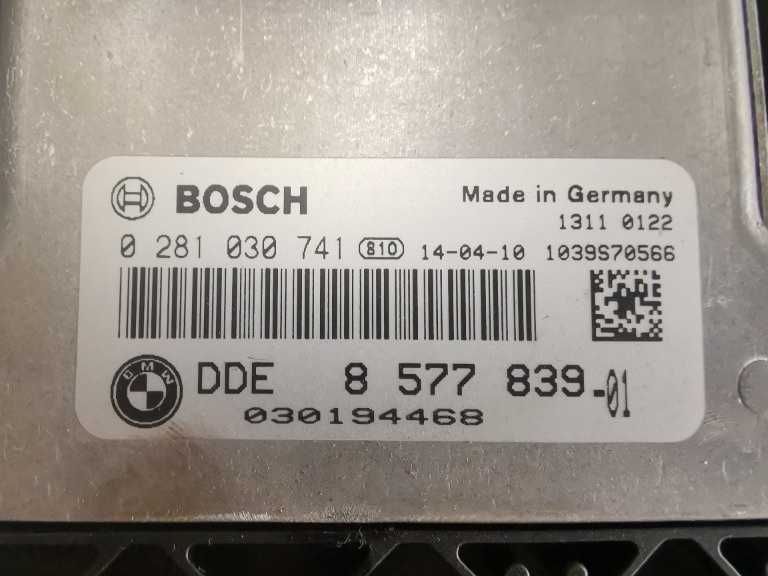 BOSCH Made in Germany
1311 0122
0 281 030 741 810 14-04-10 1039S70566
BMW DDE 8 577 839-01
030194468